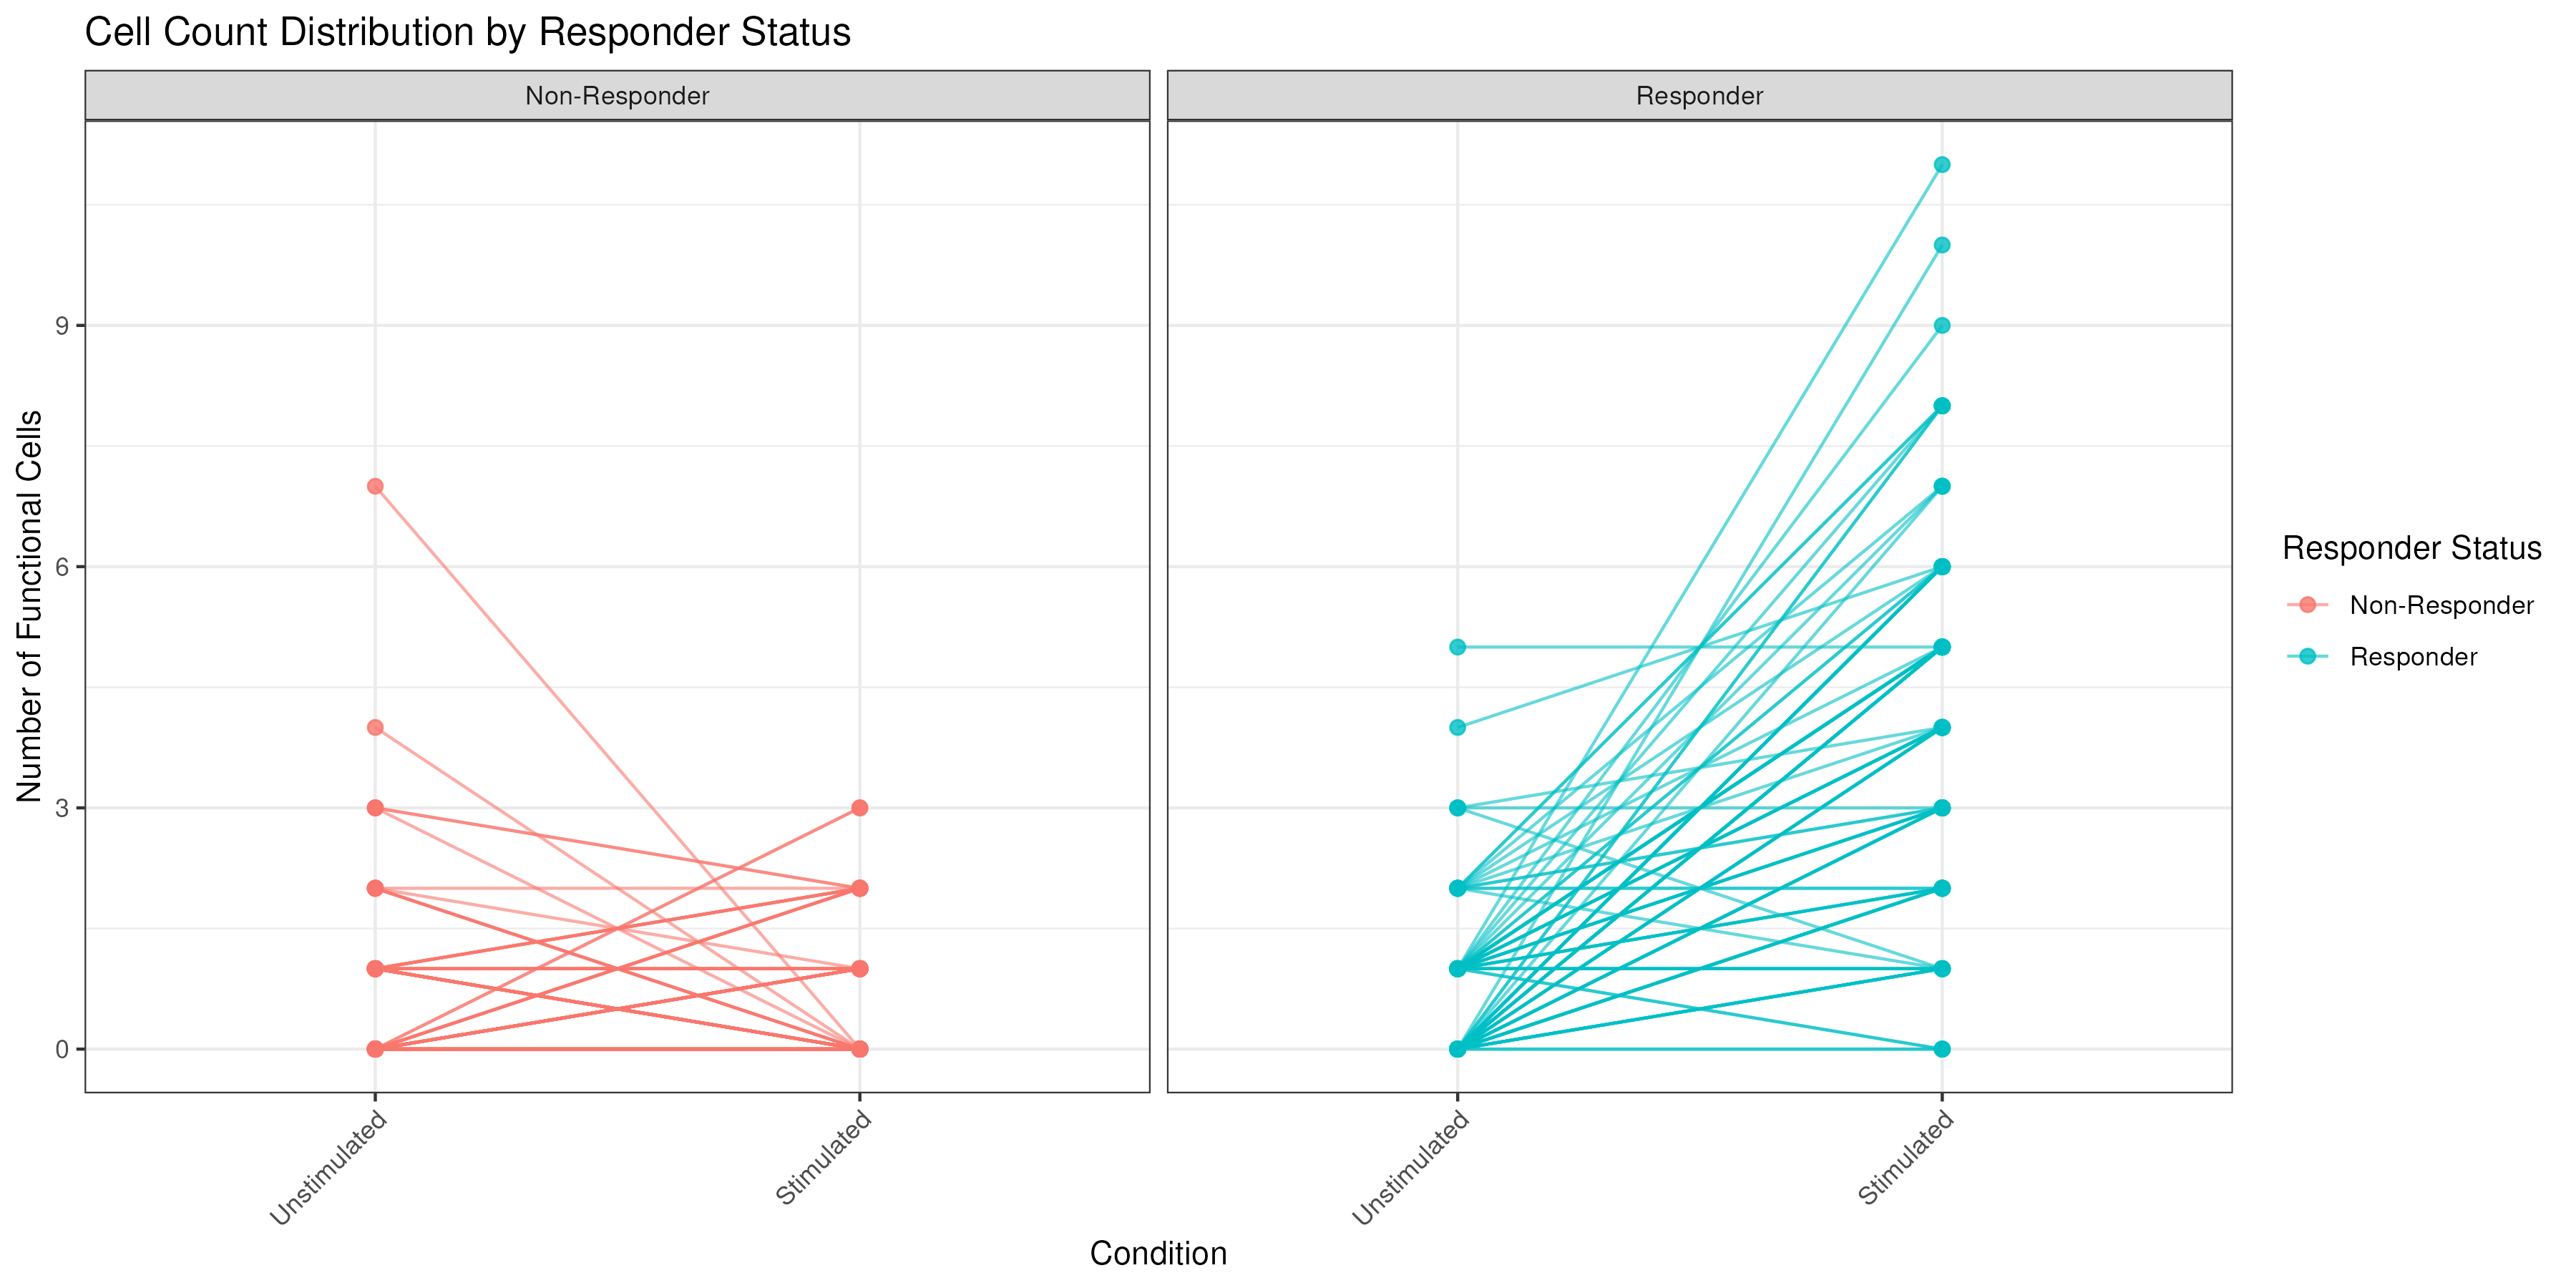 Cell Count Distribution by Responder Status
Non-Responder
Responder
Number of Functional Cells
9
6
3
0
Unstimulated
Stimulated
Unstimulated
Stimulated
Condition
Responder Status
Non-Responder
Responder